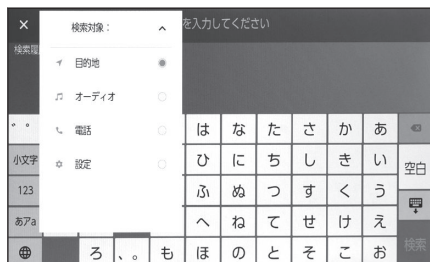 検索対象：
を入力してください
検索履
目的地
オーディオ
電話
設定
゛ ゜ は な た さ か あ
小文字 ひ に ち し き い 空白
123 ふ ぬ つ す く う
あアa へ ね て せ け え
ろ 、。 も ほ の と そ こ お 検索